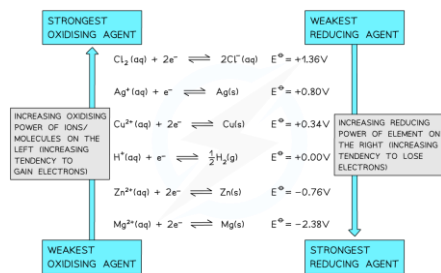 STRONGEST
OXIDISING AGENT
WEAKEST
REDUCING AGENT
Cl₂(aq) + 2e⁻ ⇌ 2Cl⁻(aq) E⦵ = +1.36V
Ag⁺(aq) + e⁻ ⇌ Ag(s) E⦵ = +0.80V
Cu²⁺(aq) + 2e⁻ ⇌ Cu(s) E⦵ = +0.34V
H⁺(aq) + e⁻ ⇌ ½H₂(g) E⦵ = +0.00V
Zn²⁺(aq) + 2e⁻ ⇌ Zn(s) E⦵ = −0.76V
Mg²⁺(aq) + 2e⁻ ⇌ Mg(s) E⦵ = −2.38V
INCREASING OXIDISING
POWER OF IONS/
MOLECULES ON THE
LEFT (INCREASING
TENDENCY TO
GAIN ELECTRONS)
INCREASING REDUCING
POWER OF ELEMENT ON
THE RIGHT (INCREASING
TENDENCY TO LOSE
ELECTRONS)
WEAKEST
OXIDISING AGENT
STRONGEST
REDUCING AGENT